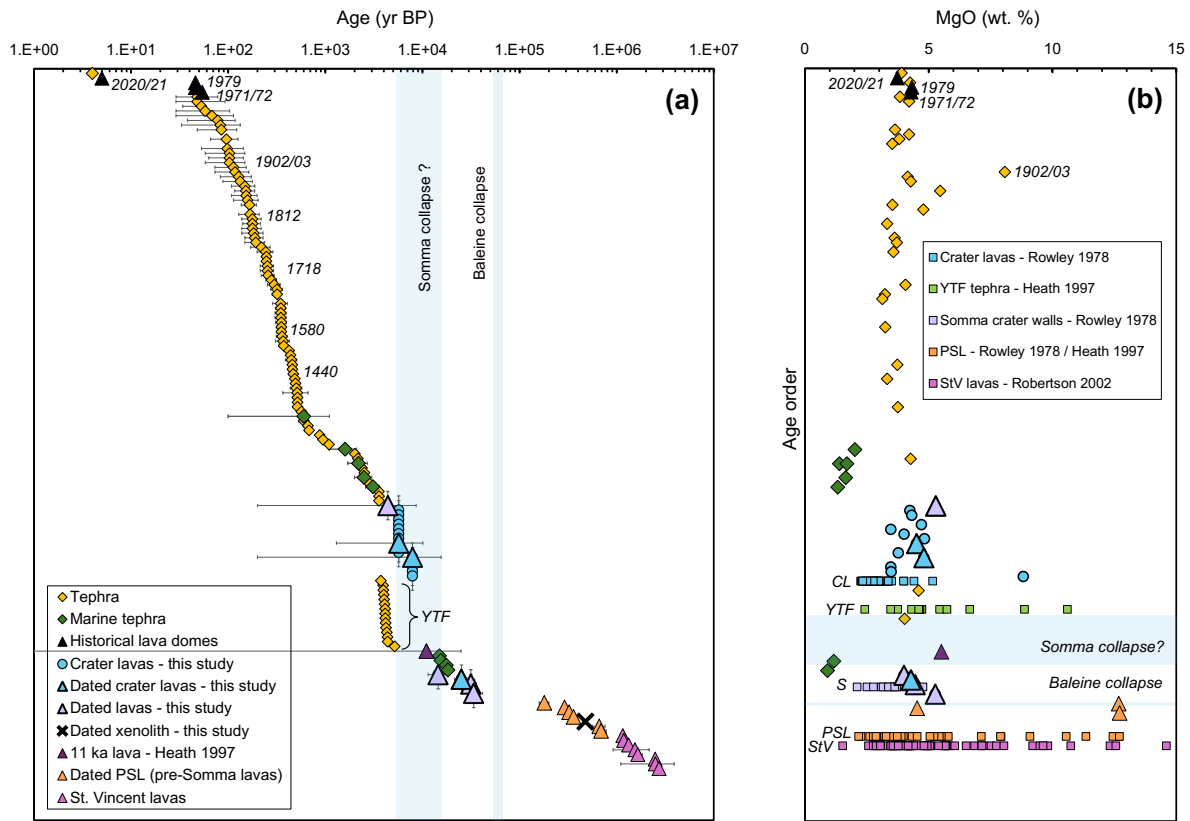 Age (yr BP)
1.E+00 1.E+01 1.E+02 1.E+03 1.E+04 1.E+05 1.E+06 1.E+07
(a)
2020/21
1979
1971/72
1902/03
1812
1718
1580
1440
Somma collapse ?
Baleine collapse
YTF
Tephra
Marine tephra
Historical lava domes
Crater lavas - this study
Dated crater lavas - this study
Dated lavas - this study
Dated xenolith - this study
11 ka lava - Heath 1997
Dated PSL (pre-Somma lavas)
St. Vincent lavas
MgO (wt. %)
0 5 10 15
(b)
2020/21
1979
1971/72
1902/03
Crater lavas - Rowley 1978
YTF tephra - Heath 1997
Somma crater walls - Rowley 1978
PSL - Rowley 1978 / Heath 1997
StV lavas - Robertson 2002
Age order
CL
YTF
Somma collapse?
S
Baleine collapse
PSL
StV